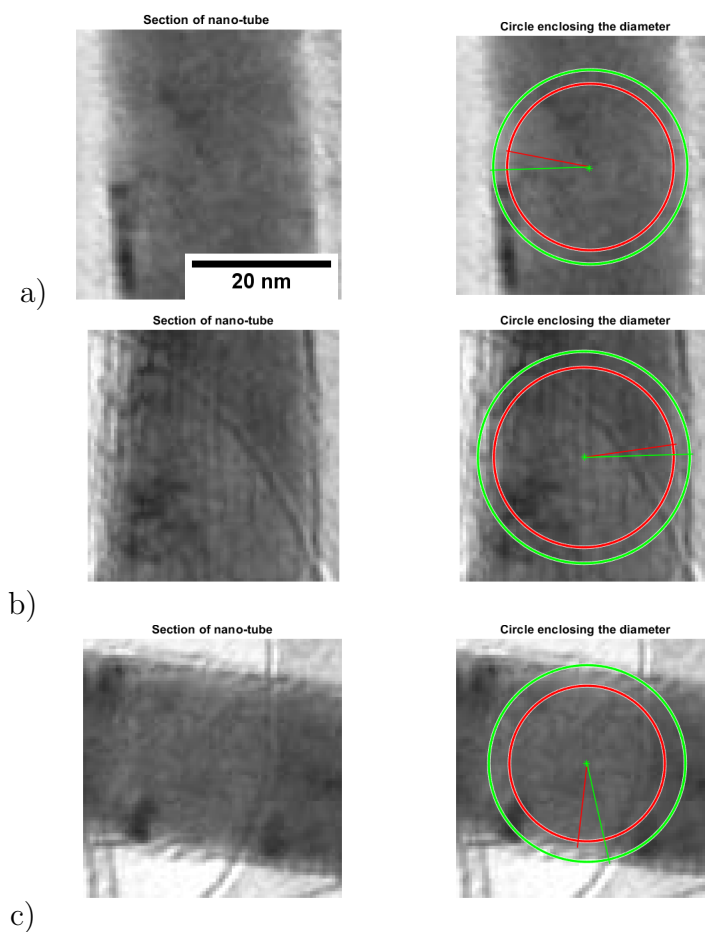 Section of nano-tube
Circle enclosing the diameter
20 nm
a)
Section of nano-tube
Circle enclosing the diameter
b)
Section of nano-tube
Circle enclosing the diameter
c)